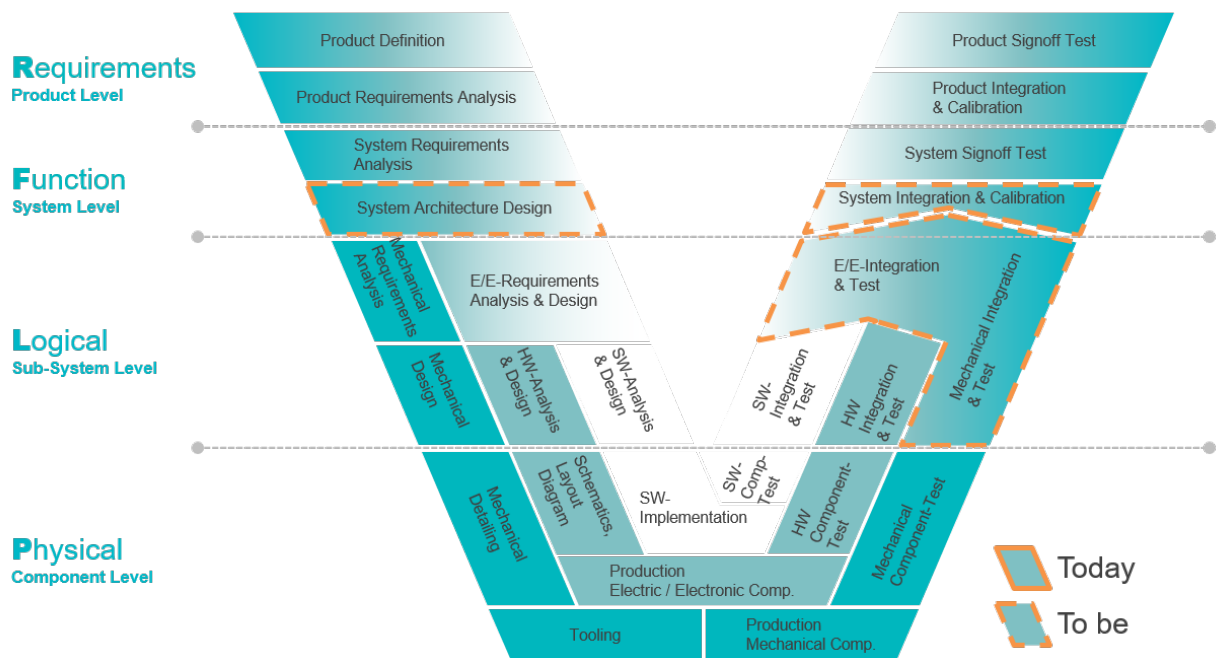 Requirements
Product Level
Function
System Level
Logical
Sub-System Level
Physical
Component Level
Product Definition
Product Requirements Analysis
System Requirements
Analysis
System Architecture Design
Mechanical
Requirements
Analysis
E/E-Requirements
Analysis & Design
Mechanical
Design
HW-Analysis
& Design
SW-Analysis
& Design
Mechanical
Detailing
Schematics,
Layout
Diagram
SW-
Implementation
Production
Electric / Electronic Comp.
Tooling
Production
Mechanical Comp.
Product Signoff Test
Product Integration
& Calibration
System Signoff Test
System Integration & Calibration
E/E-Integration
& Test
Mechanical Integration
& Test
SW-
Integration
& Test
HW
Integration
& Test
SW-
Comp-
Test
HW
Component-
Test
Mechanical
Component-Test
Today
To be